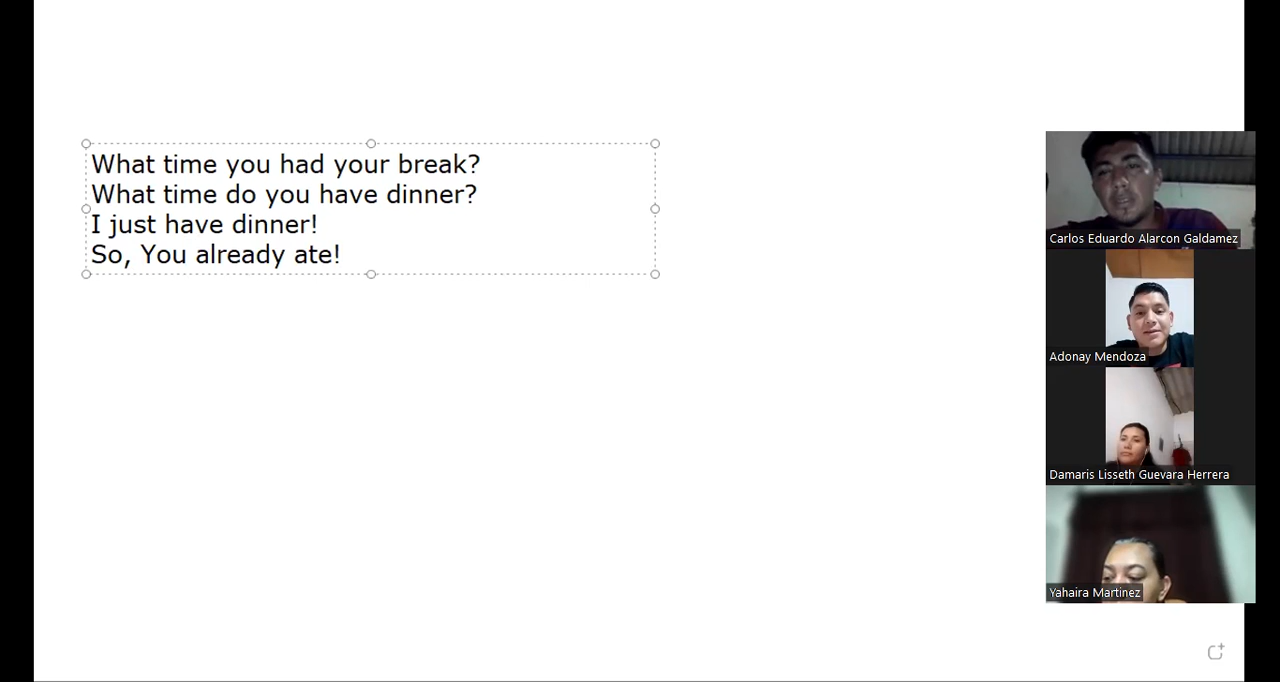 What time you had your break?
What time do you have dinner?
I just have dinner!
So, You already ate!
Carlos Eduardo Alarcon Galdamez
Adonay Mendoza
Damaris Lisseth Guevara Herrera
Yahaira Martinez